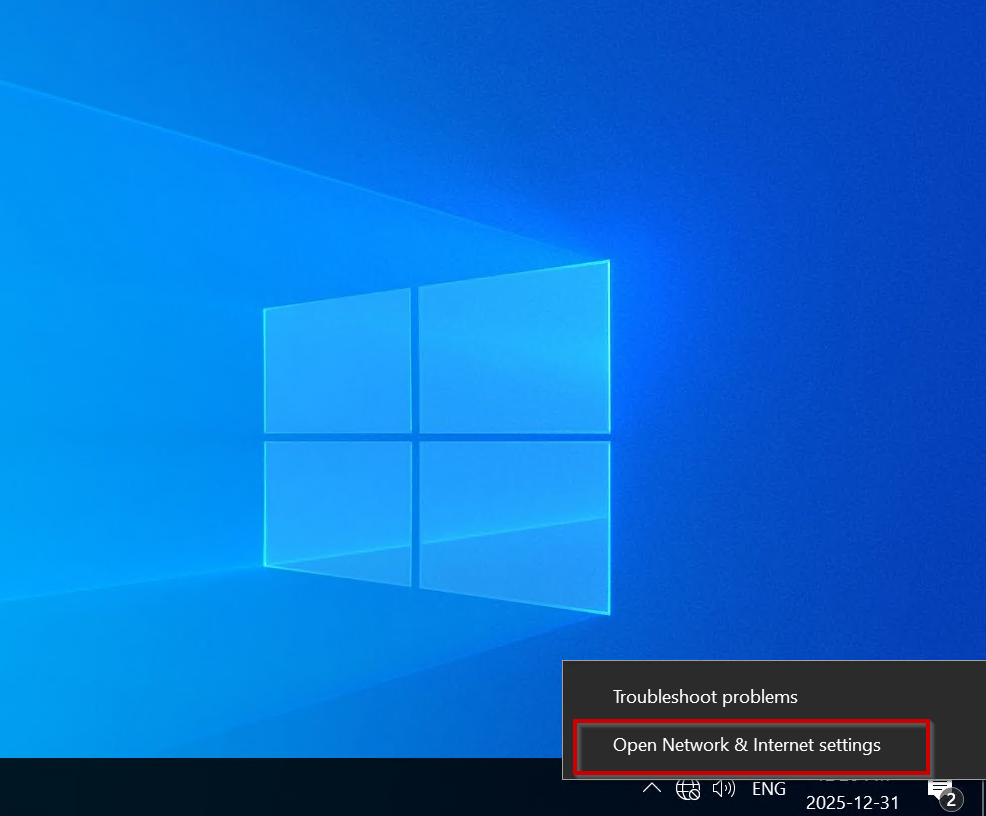 Troubleshoot problems
Open Network & Internet settings
ENG
2025-12-31
2